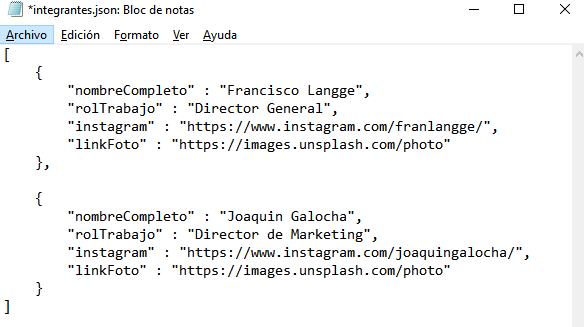 *integrantes.json: Bloc de notas
Archivo Edición Formato Ver Ayuda
[
    {
        "nombreCompleto" : "Francisco Langge",
        "rolTrabajo" : "Director General",
        "instagram" : "https://www.instagram.com/franlangge/",
        "linkFoto" : "https://images.unsplash.com/photo"
    },

    {
        "nombreCompleto" : "Joaquin Galocha",
        "rolTrabajo" : "Director de Marketing",
        "instagram" : "https://www.instagram.com/joaquingalocha/",
        "linkFoto" : "https://images.unsplash.com/photo"
    }
]